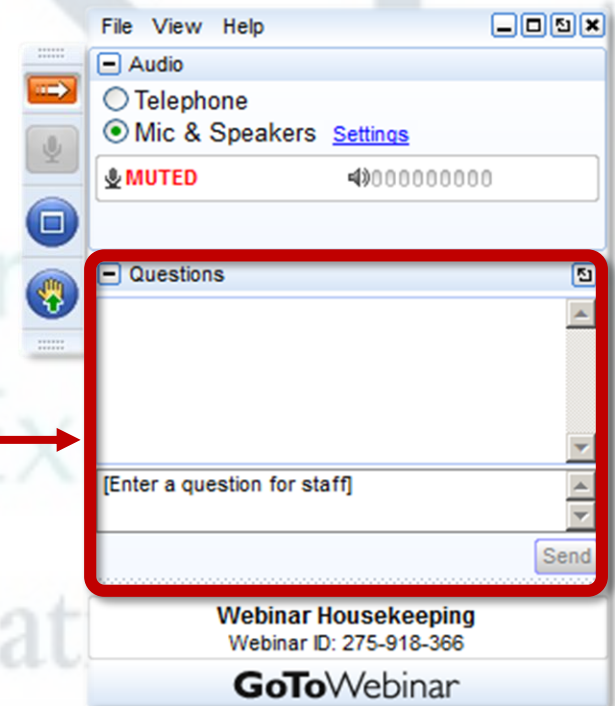 File View Help
Audio
Telephone
Mic & Speakers Settings
MUTED 000000000
Questions
[Enter a question for staff]
Send
Webinar Housekeeping
Webinar ID: 275-918-366
GoToWebinar